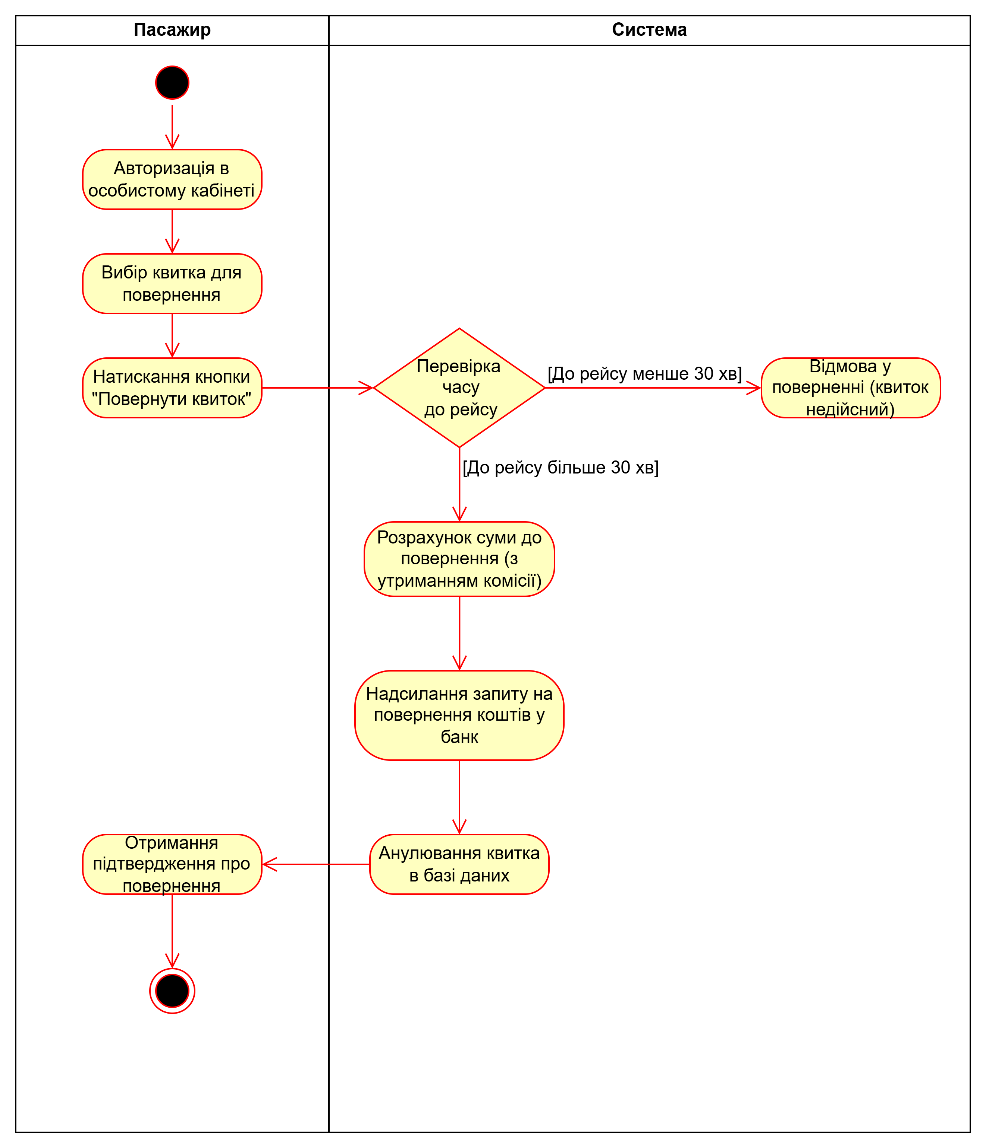 Пасажир
Система
Авторизація в
особистому кабінеті
Вибір квитка для
повернення
Натискання кнопки
"Повернути квиток"
Перевірка
часу
до рейсу
[До рейсу менше 30 хв]
Відмова у
поверненні (квиток
недійсний)
[До рейсу більше 30 хв]
Розрахунок суми до
повернення (з
утриманням комісії)
Надсилання запиту на
повернення коштів у
банк
Анулювання квитка
в базі даних
Отримання
підтвердження про
повернення